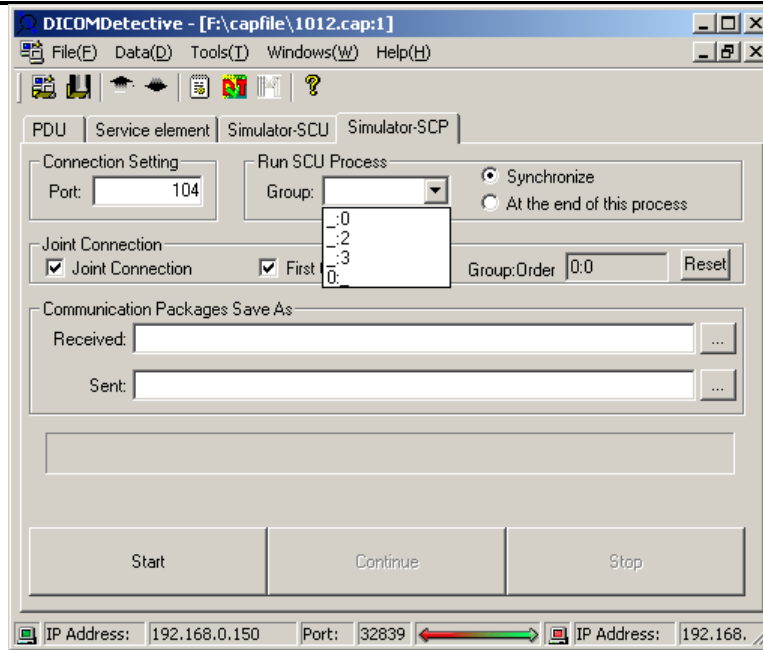 DICOMDetective - [F:\capfile\1012.cap:1]
File(F) Data(D) Tools(T) Windows(W) Help(H)
PDU Service element Simulator-SCU Simulator-SCP
Connection Setting Run SCU Process
Port: 104 Group: Synchronize
At the end of this process
_:0
_:2
_:3
0:_
Joint Connection
Joint Connection First Group:Order 0:0 Reset
Communication Packages Save As
Received: ...
Sent: ...
Start Continue Stop
IP Address: 192.168.0.150 Port: 32839 IP Address: 192.168.